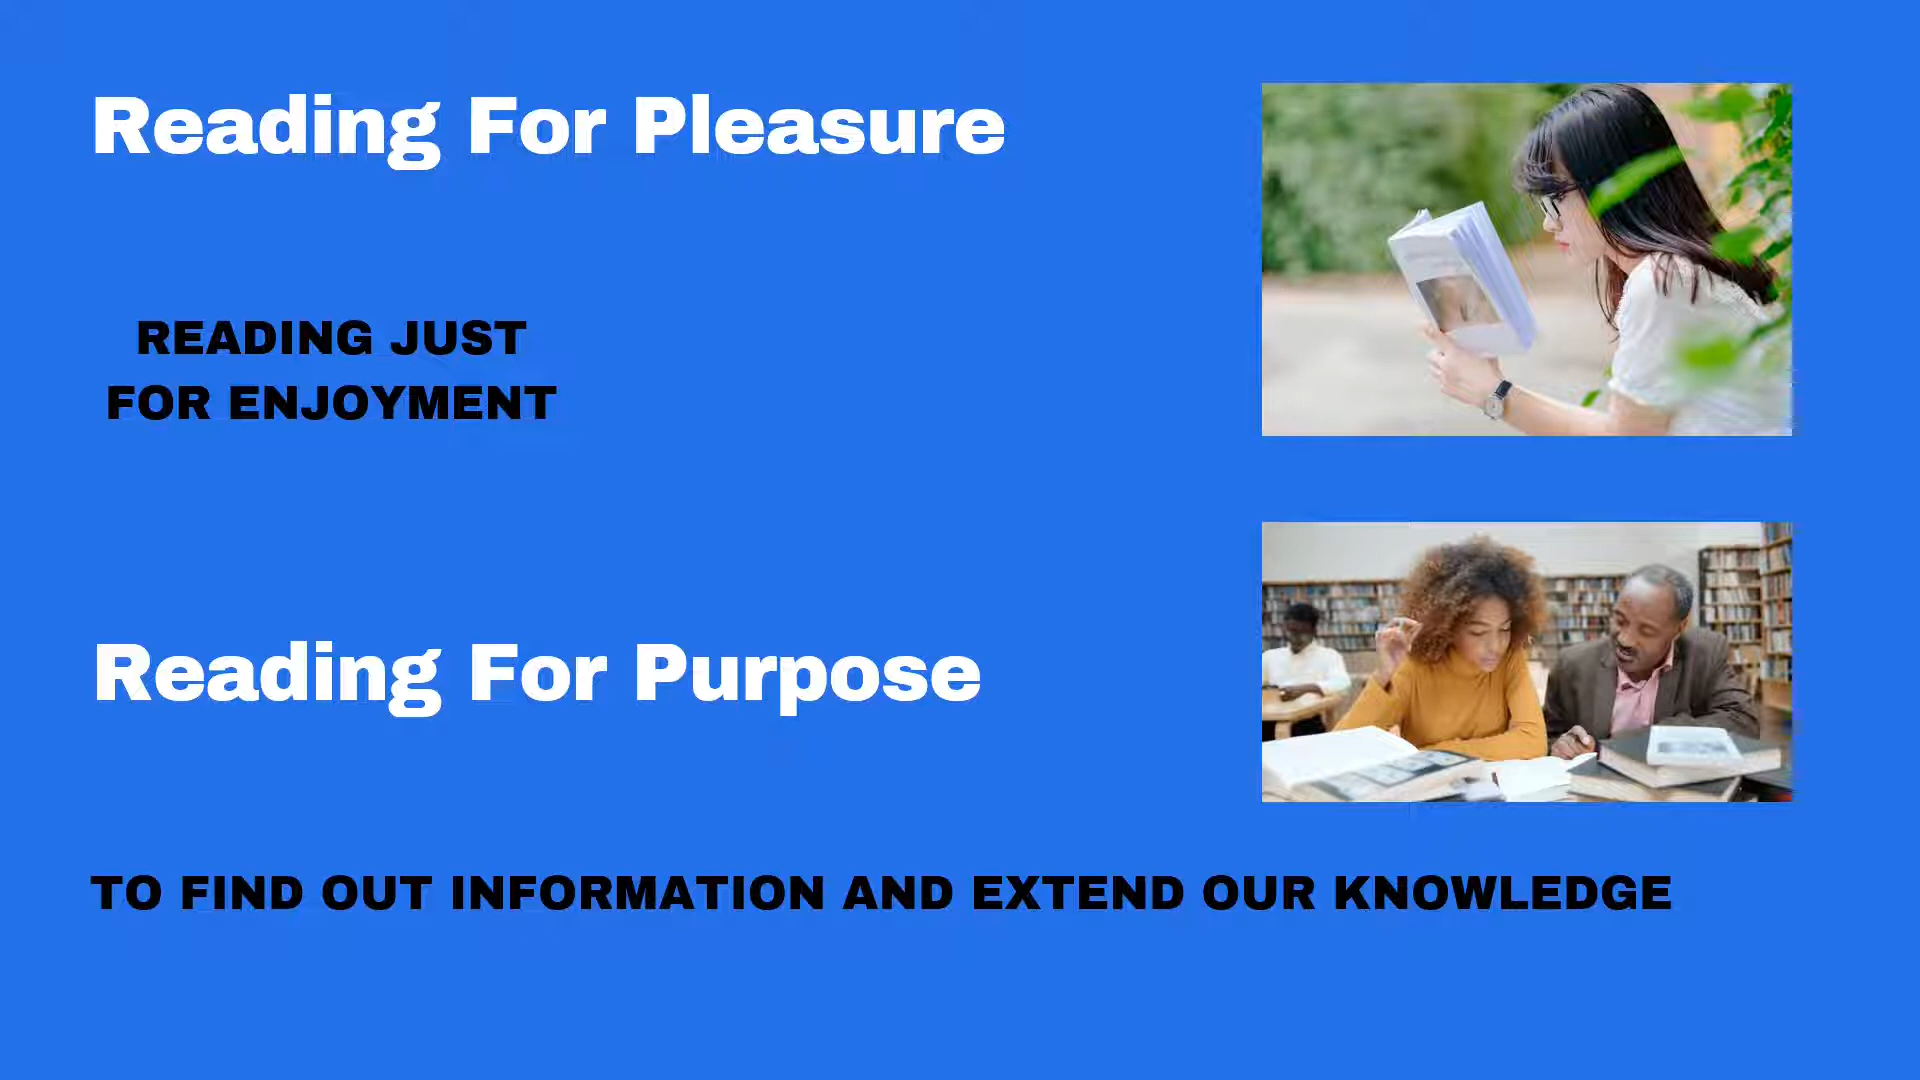 Reading For Pleasure
READING JUST
FOR ENJOYMENT
Reading For Purpose
TO FIND OUT INFORMATION AND EXTEND OUR KNOWLEDGE